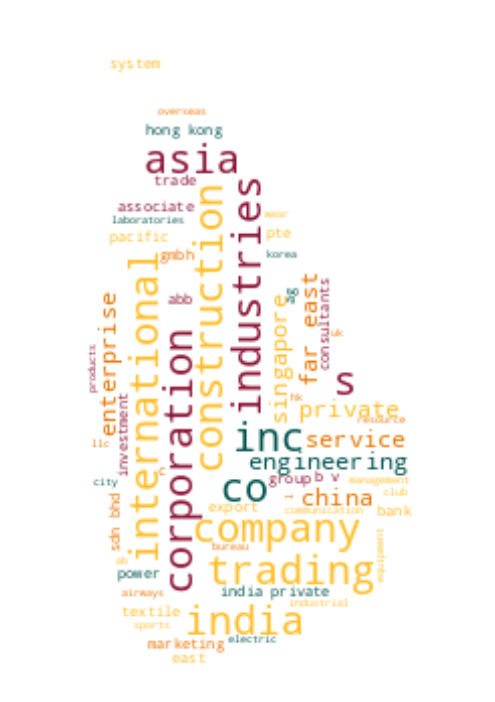 system
overseas
hong kong
asia
trade
industries
construction
associate
laboratories
near
pte
pacific
gmbh
korea
international
abb
ag
far east
consultants
singapore
enterprise
corporation
uk
products
s
investment
hk
private
resource
inc
service
llc
engineering
c
group
b v
management
city
co
china
club
sdn bhd
export
communication
bank
company
equipment
bureau
ab
trading
power
airways
india private
industrial
textile
india
sports
electric
marketing
east